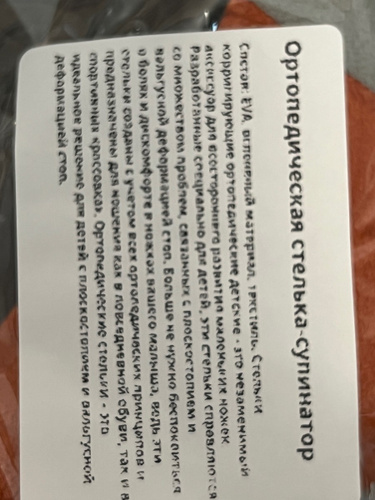 Ортопедическая стелька-супинатор
Состав: EVA, вспененный материал, текстиль. Стельки
корригирующие ортопедические детские - это незаменимый
аксессуар для всестороннего развития маленьких ножек
Разработанные специально для детей, эти стельки справляются
со множеством проблем, связанных с плоскостопием и
вальгусной деформацией стоп. Больше не нужно беспокоиться
о болях и дискомфорте в ножках вашего малыша, ведь эти
стельки созданы с учетом всех ортопедических принципов и
предназначены для ношения как в повседневной обуви, так и в
спортивных кроссовках. Ортопедические стельки - это
идеальное решение для детей с плоскостопием и вальгусной
деформацией стоп.